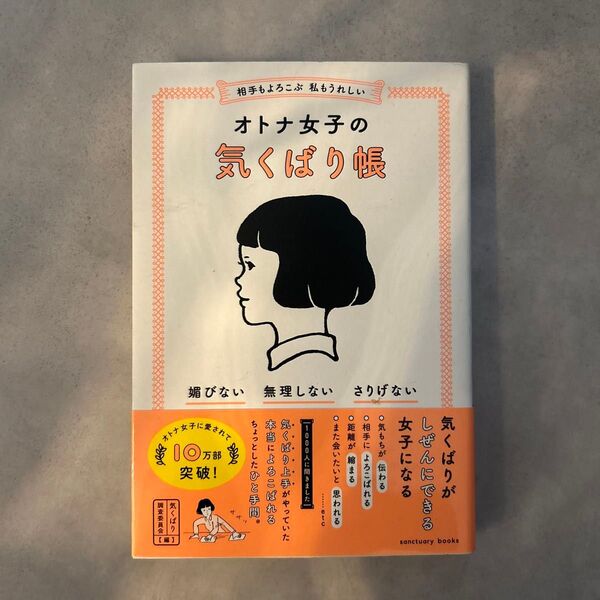 相手もよろこぶ 私もうれしい
オトナ女子の
気くばり帳
媚びない 無理しない さりげない
気くばりが
しぜんにできる
女子になる
●気もちが 伝わる
●相手に よろこばれる
●距離が 縮まる
●また会いたいと 思われる
……etc
【1000人に聞きました】
気くばり上手がやっていた
本当によろこばれる
ちょっとしたひと手間。
オトナ女子に愛されて
10万部
突破!
ササッ
気くばり
調査委員会
【編】
sanctuary books